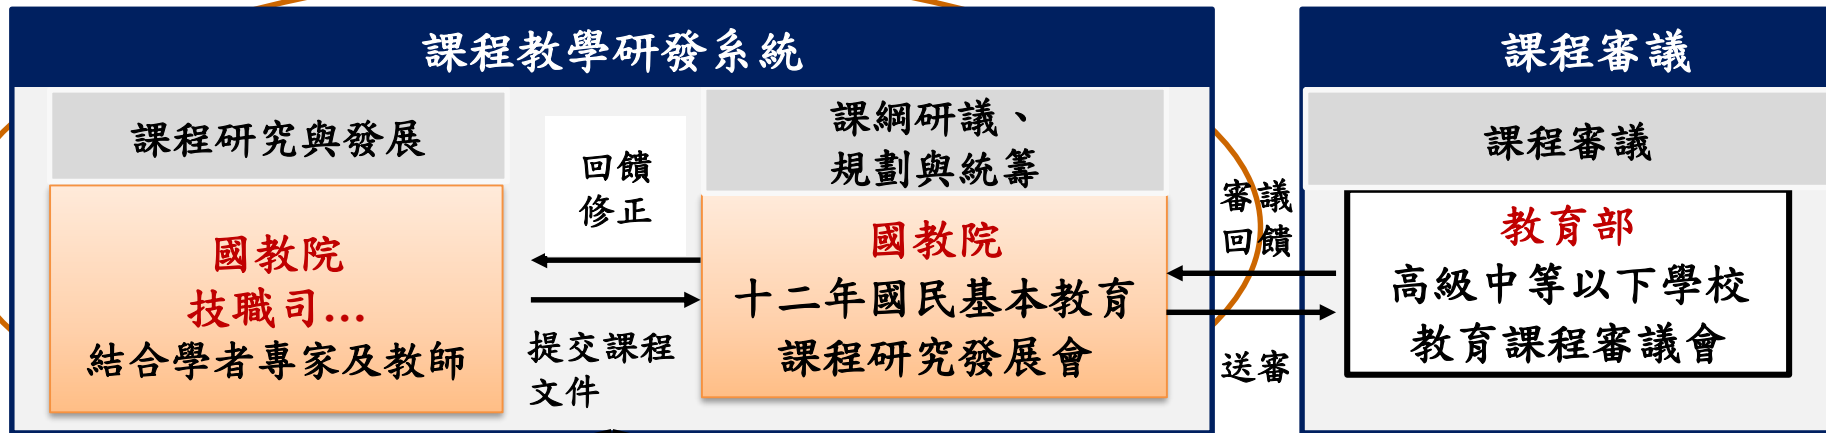 課程教學研發系統
課程研究與發展
國教院
技職司...
結合學者專家及教師
回饋
修正
提交課程
文件
課綱研議、
規劃與統籌
國教院
十二年國民基本教育
課程研究發展會
審議
回饋
送審
課程審議
課程審議
教育部
高級中等以下學校
教育課程審議會